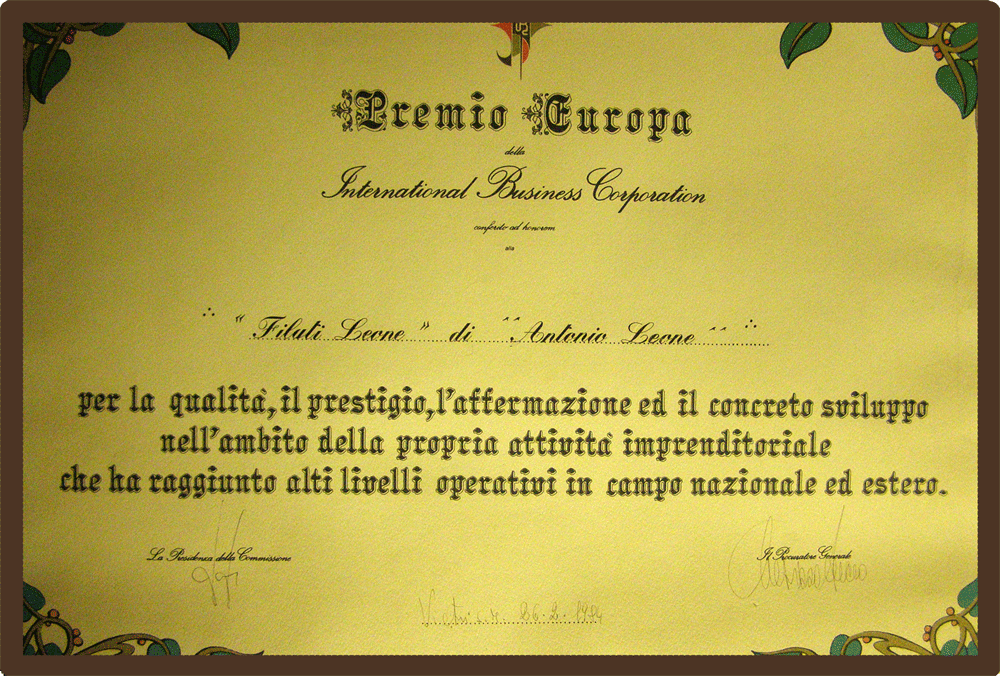 Premio Europa
della
International Business Corporation
conferito ad honorem
alla
“ Filati Leone ” di “ Antonio Leone ”
per la qualità, il prestigio, l'affermazione ed il concreto sviluppo
nell'ambito della propria attività imprenditoriale
che ha raggiunto alti livelli operativi in campo nazionale ed estero.
La Presidenza della Commissione
Il Procuratore Generale